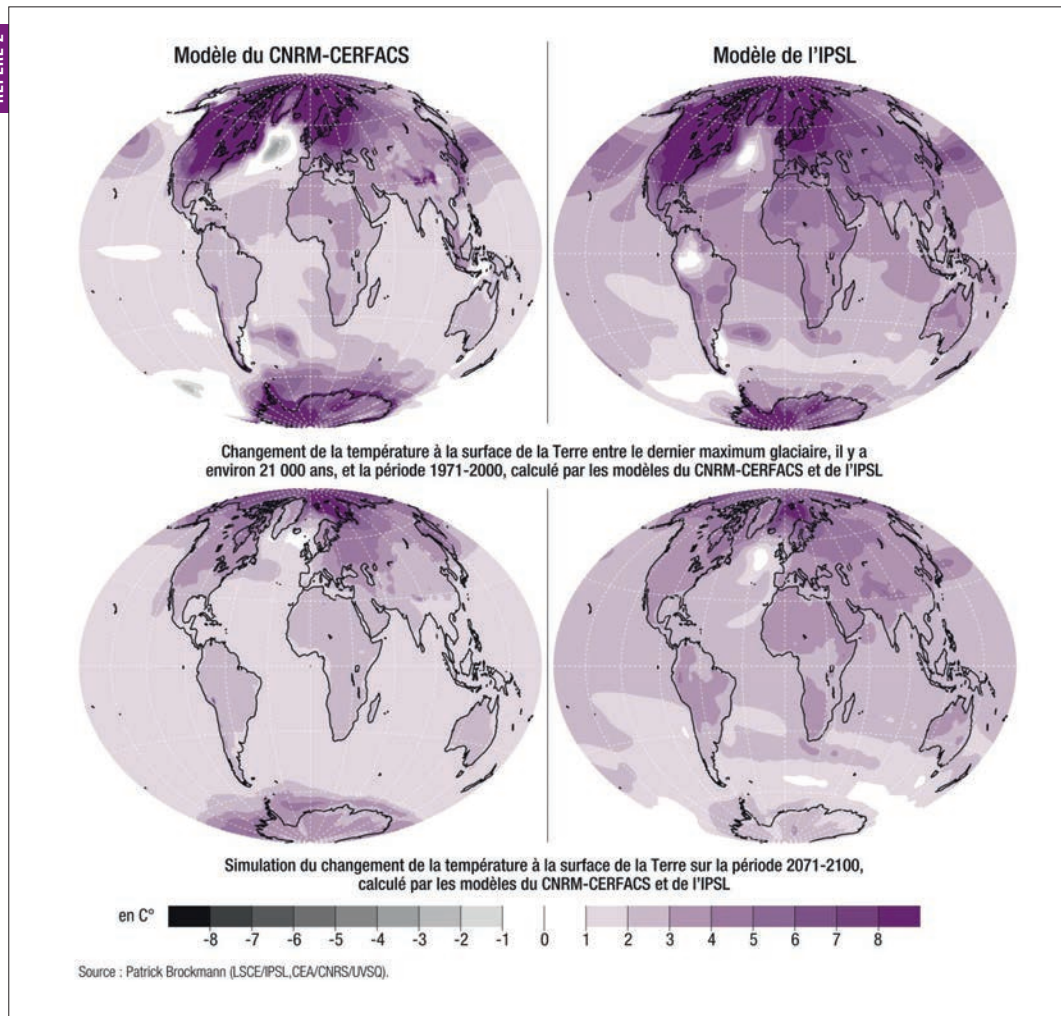 REPÈRE 2
Modèle du CNRM-CERFACS
Modèle de l'IPSL
Changement de la température à la surface de la Terre entre le dernier maximum glaciaire, il y a
environ 21 000 ans, et la période 1971-2000, calculé par les modèles du CNRM-CERFACS et de l'IPSL
Simulation du changement de la température à la surface de la Terre sur la période 2071-2100,
calculé par les modèles du CNRM-CERFACS et de l'IPSL
en C°
-8 -7 -6 -5 -4 -3 -2 -1 0 1 2 3 4 5 6 7 8
Source : Patrick Brockmann (LSCE/IPSL,CEA/CNRS/UVSQ).